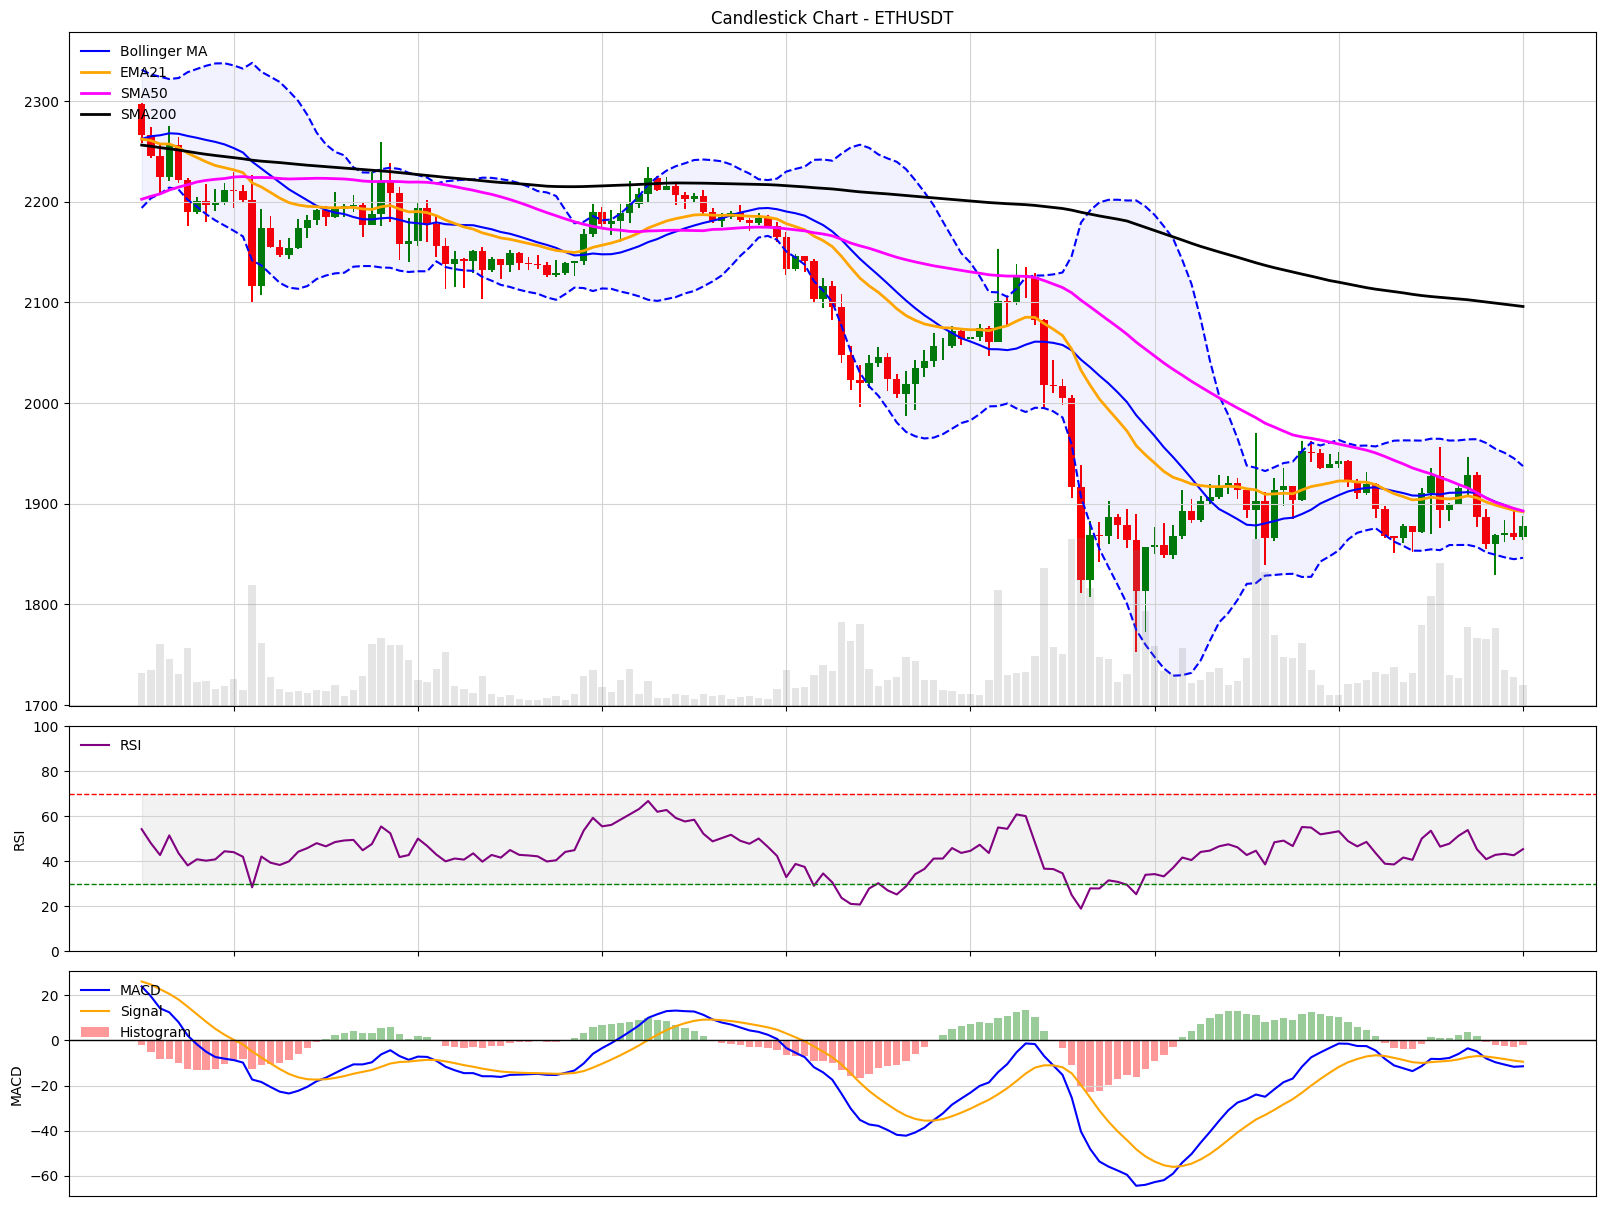 Candlestick Chart - ETHUSDT
Bollinger MA
EMA21
SMA50
SMA200
2300
2200
2100
2000
1900
1800
1700
100
80
60
40
20
0
RSI
RSI
20
0
−20
−40
−60
MACD
MACD
Signal
Histogram